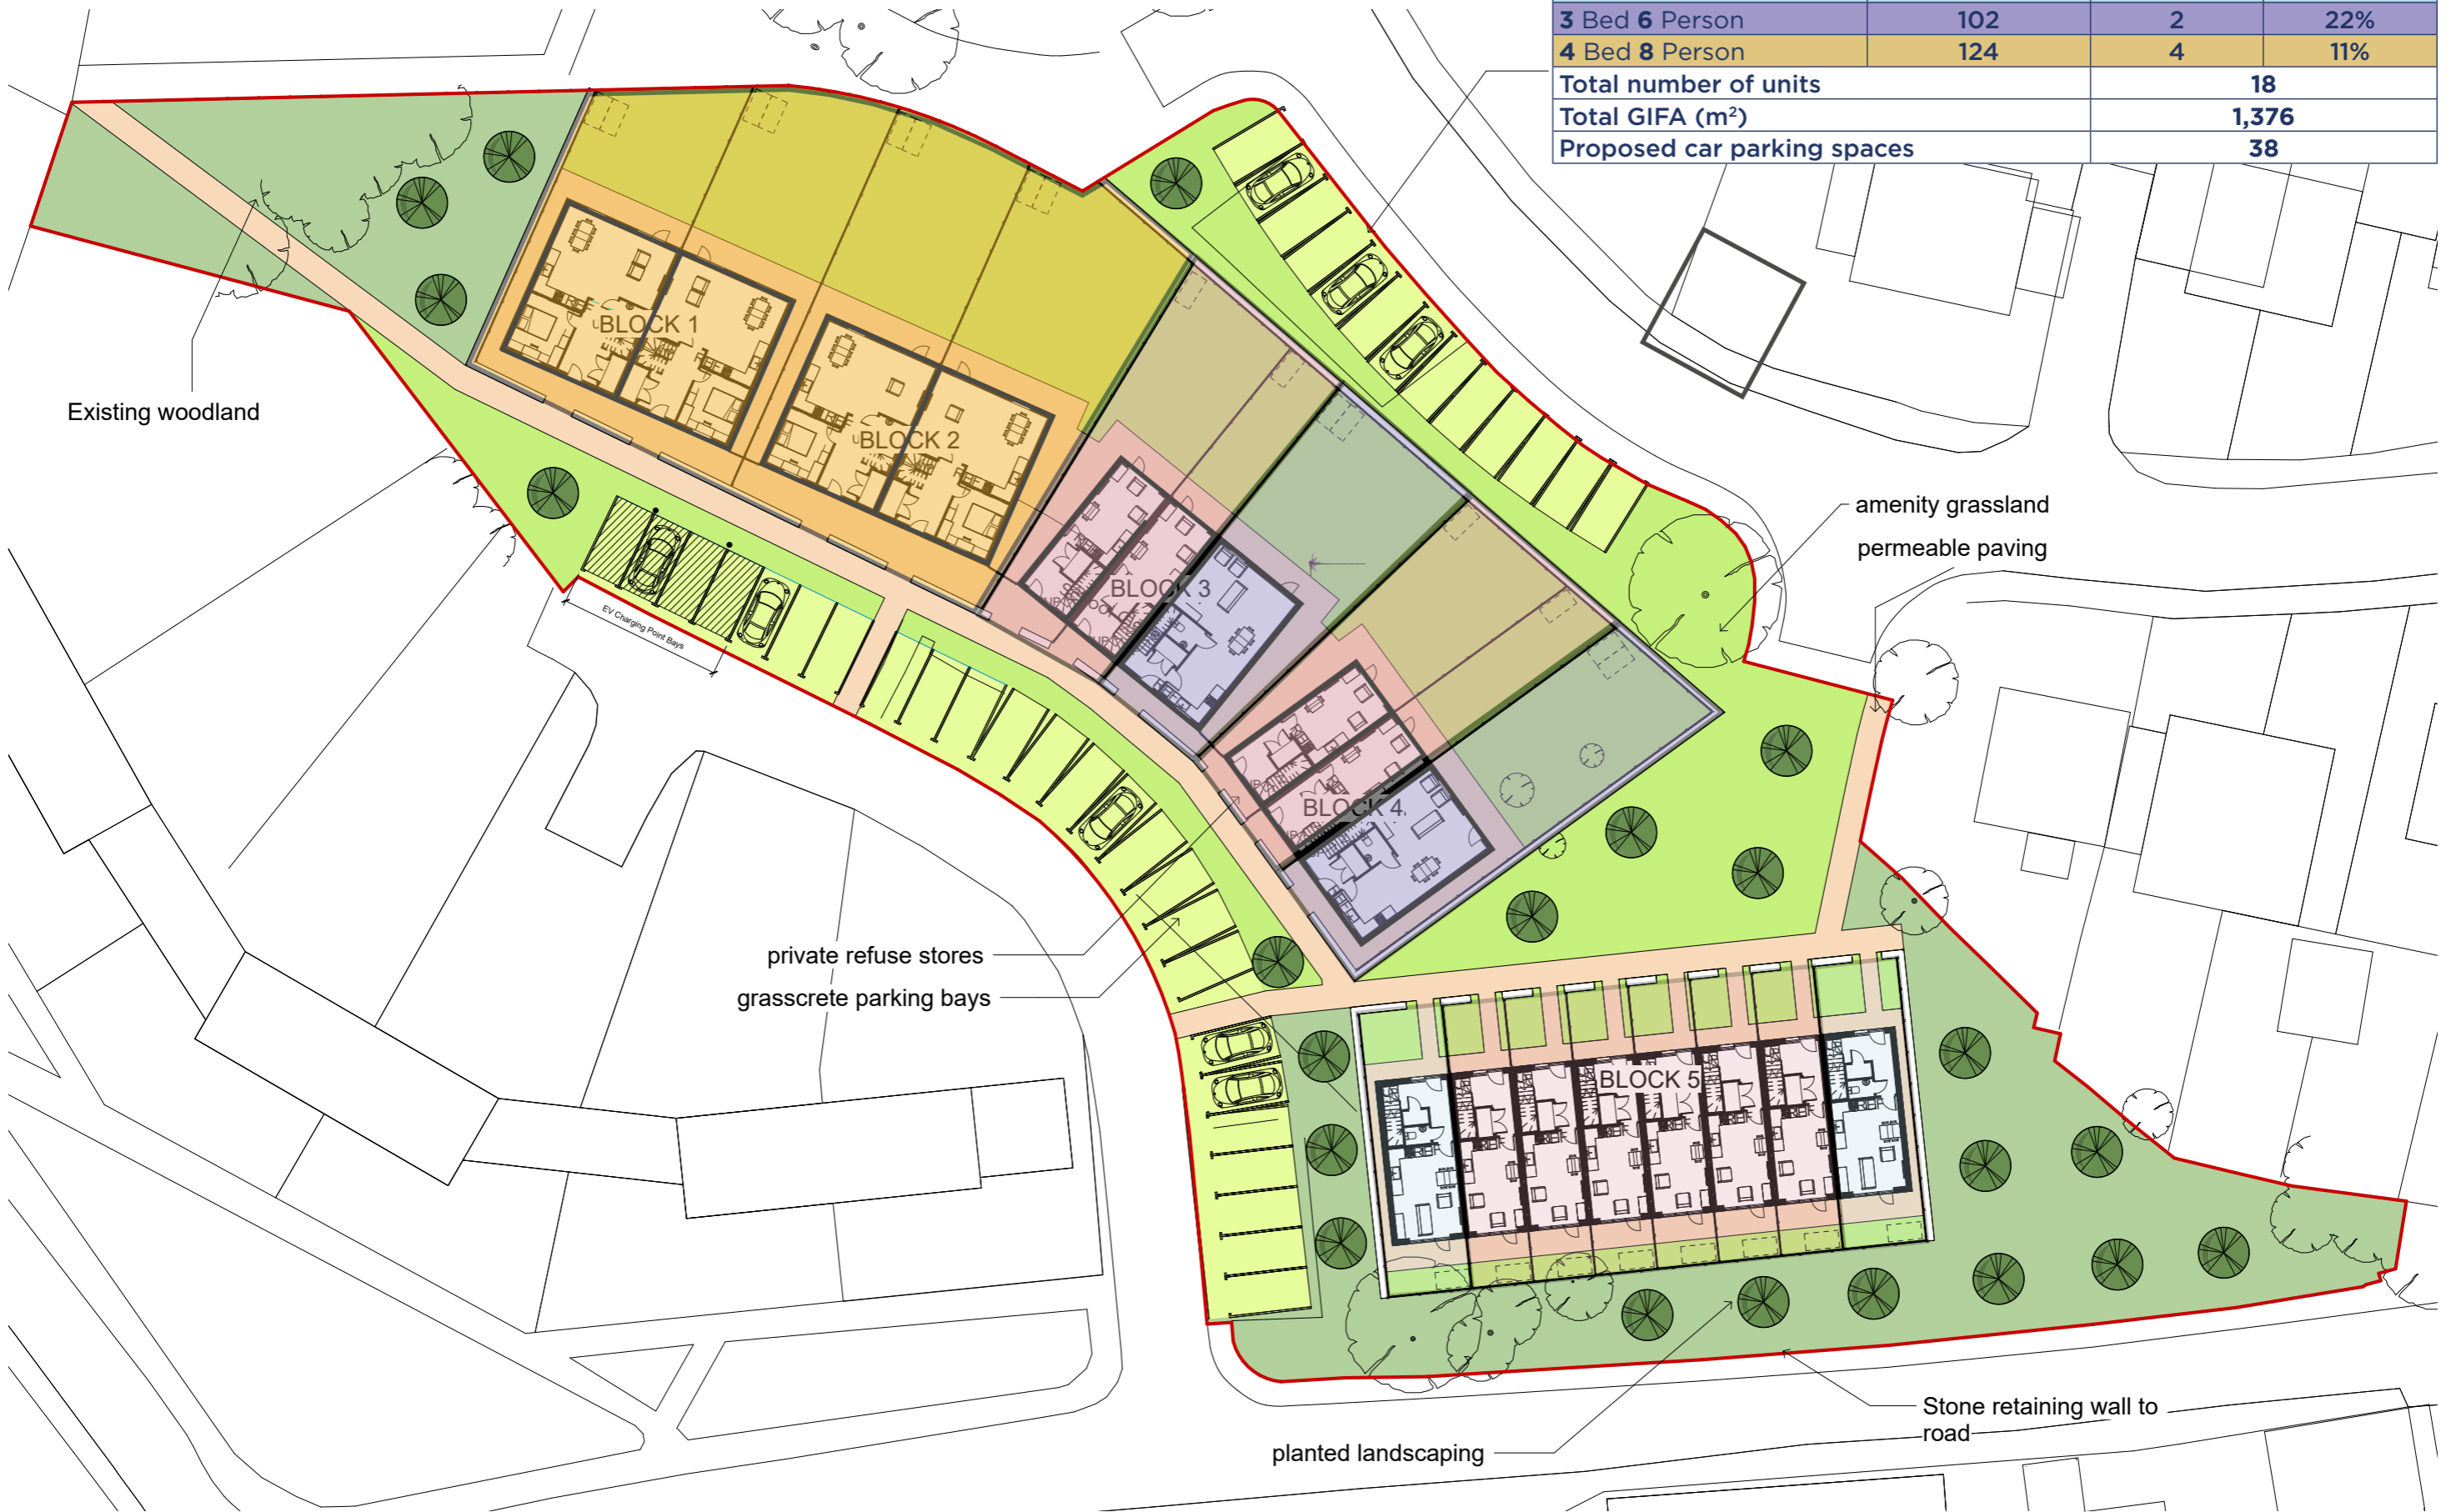 3 Bed 6 Person 102 2 22%
4 Bed 8 Person 124 4 11%
Total number of units 18
Total GIFA (m²) 1,376
Proposed car parking spaces 38
BLOCK 1
Existing woodland
BLOCK 2
amenity grassland
permeable paving
BLOCK 3
EV Charging Point Bays
BLOCK 4
private refuse stores
grasscrete parking bays
BLOCK 5
Stone retaining wall to
road
planted landscaping